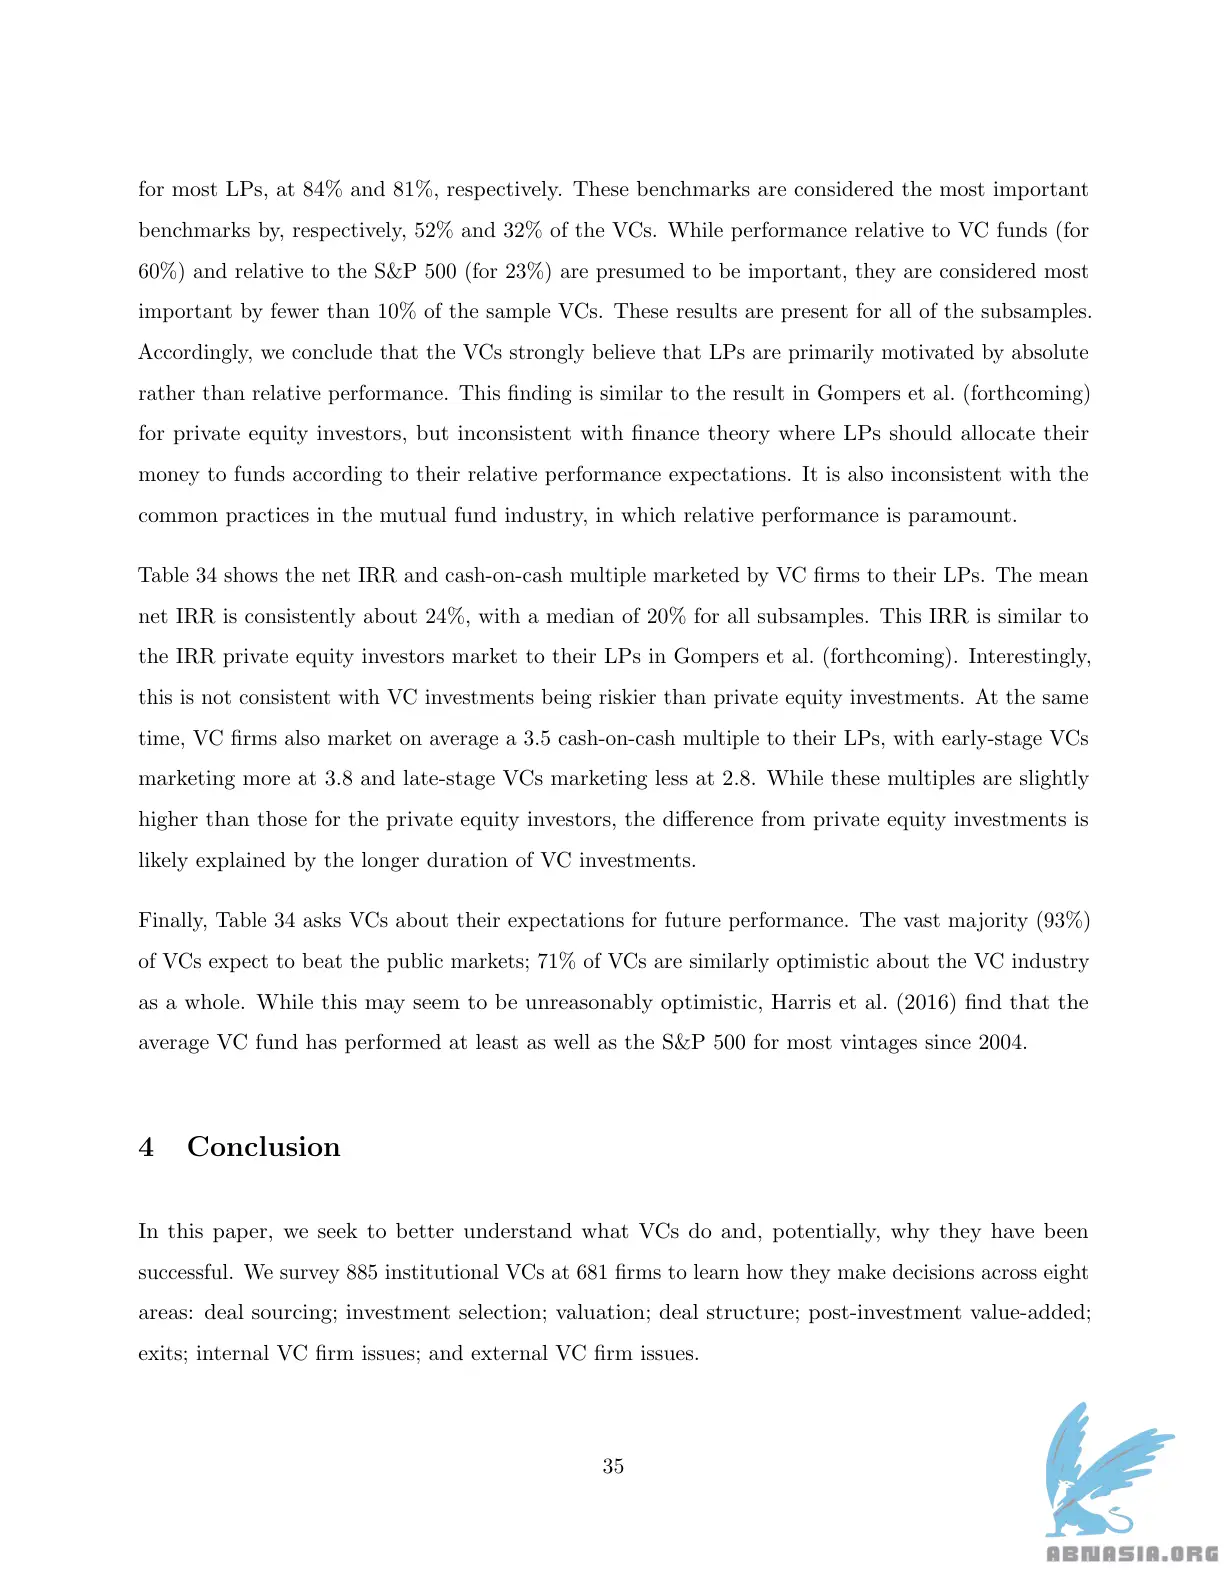 for most LPs, at 84% and 81%, respectively. These benchmarks are considered the most important
benchmarks by, respectively, 52% and 32% of the VCs. While performance relative to VC funds (for
60%) and relative to the S&P 500 (for 23%) are presumed to be important, they are considered most
important by fewer than 10% of the sample VCs. These results are present for all of the subsamples.
Accordingly, we conclude that the VCs strongly believe that LPs are primarily motivated by absolute
rather than relative performance. This finding is similar to the result in Gompers et al. (forthcoming)
for private equity investors, but inconsistent with finance theory where LPs should allocate their
money to funds according to their relative performance expectations. It is also inconsistent with the
common practices in the mutual fund industry, in which relative performance is paramount.
Table 34 shows the net IRR and cash-on-cash multiple marketed by VC firms to their LPs. The mean
net IRR is consistently about 24%, with a median of 20% for all subsamples. This IRR is similar to
the IRR private equity investors market to their LPs in Gompers et al. (forthcoming). Interestingly,
this is not consistent with VC investments being riskier than private equity investments. At the same
time, VC firms also market on average a 3.5 cash-on-cash multiple to their LPs, with early-stage VCs
marketing more at 3.8 and late-stage VCs marketing less at 2.8. While these multiples are slightly
higher than those for the private equity investors, the difference from private equity investments is
likely explained by the longer duration of VC investments.
Finally, Table 34 asks VCs about their expectations for future performance. The vast majority (93%)
of VCs expect to beat the public markets; 71% of VCs are similarly optimistic about the VC industry
as a whole. While this may seem to be unreasonably optimistic, Harris et al. (2016) find that the
average VC fund has performed at least as well as the S&P 500 for most vintages since 2004.
4 Conclusion
In this paper, we seek to better understand what VCs do and, potentially, why they have been
successful. We survey 885 institutional VCs at 681 firms to learn how they make decisions across eight
areas: deal sourcing; investment selection; valuation; deal structure; post-investment value-added;
exits; internal VC firm issues; and external VC firm issues.
35
ABNASIA.ORG